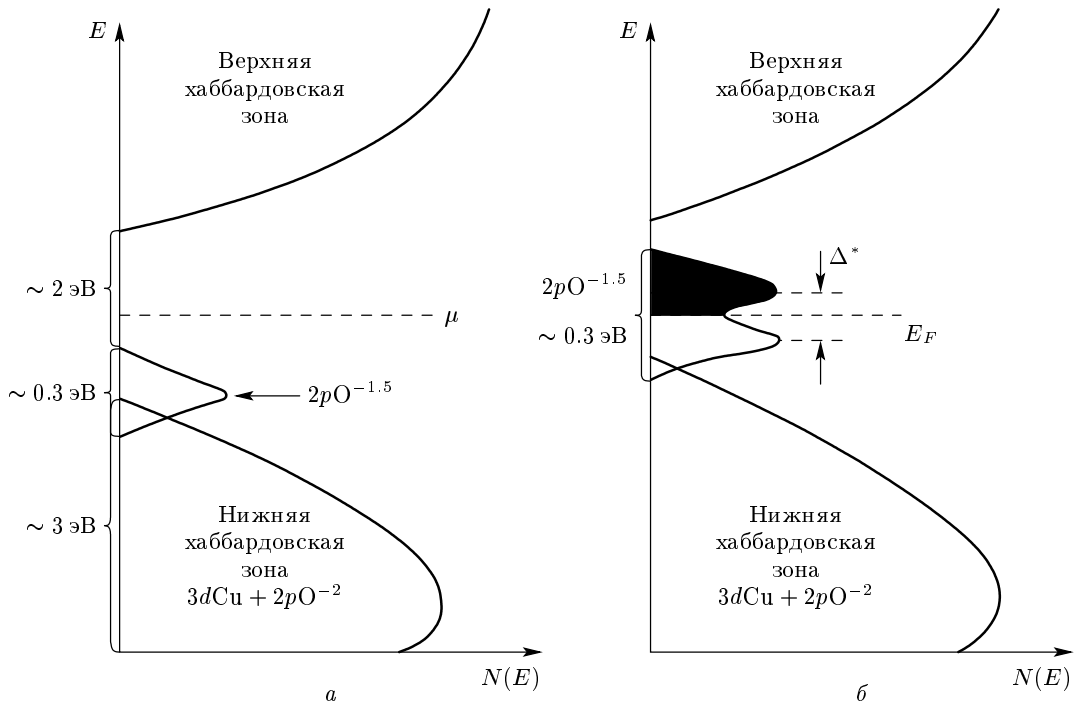 E
Верхняя
хаббардовская
зона
~ 2 эВ
μ
~ 0.3 эВ
2pO⁻¹·⁵
~ 3 эВ
Нижняя
хаббардовская
зона
3dCu + 2pO⁻²
N(E)
а
E
Верхняя
хаббардовская
зона
Δ*
2pO⁻¹·⁵
~ 0.3 эВ
E_F
Нижняя
хаббардовская
зона
3dCu + 2pO⁻²
N(E)
б